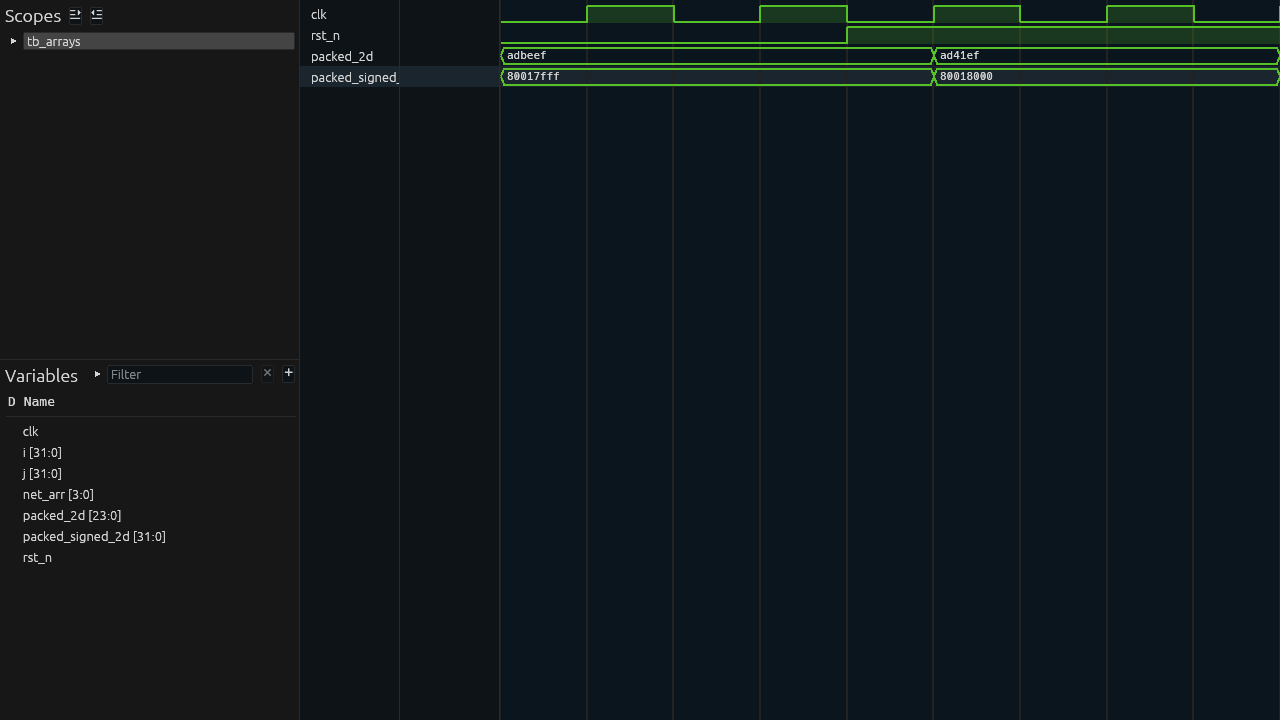 Scopes
tb_arrays
Variables
Filter
D Name
clk
i [31:0]
j [31:0]
net_arr [3:0]
packed_2d [23:0]
packed_signed_2d [31:0]
rst_n
clk
rst_n
packed_2d
packed_signed_
adbeef
ad41ef
80017fff
80018000